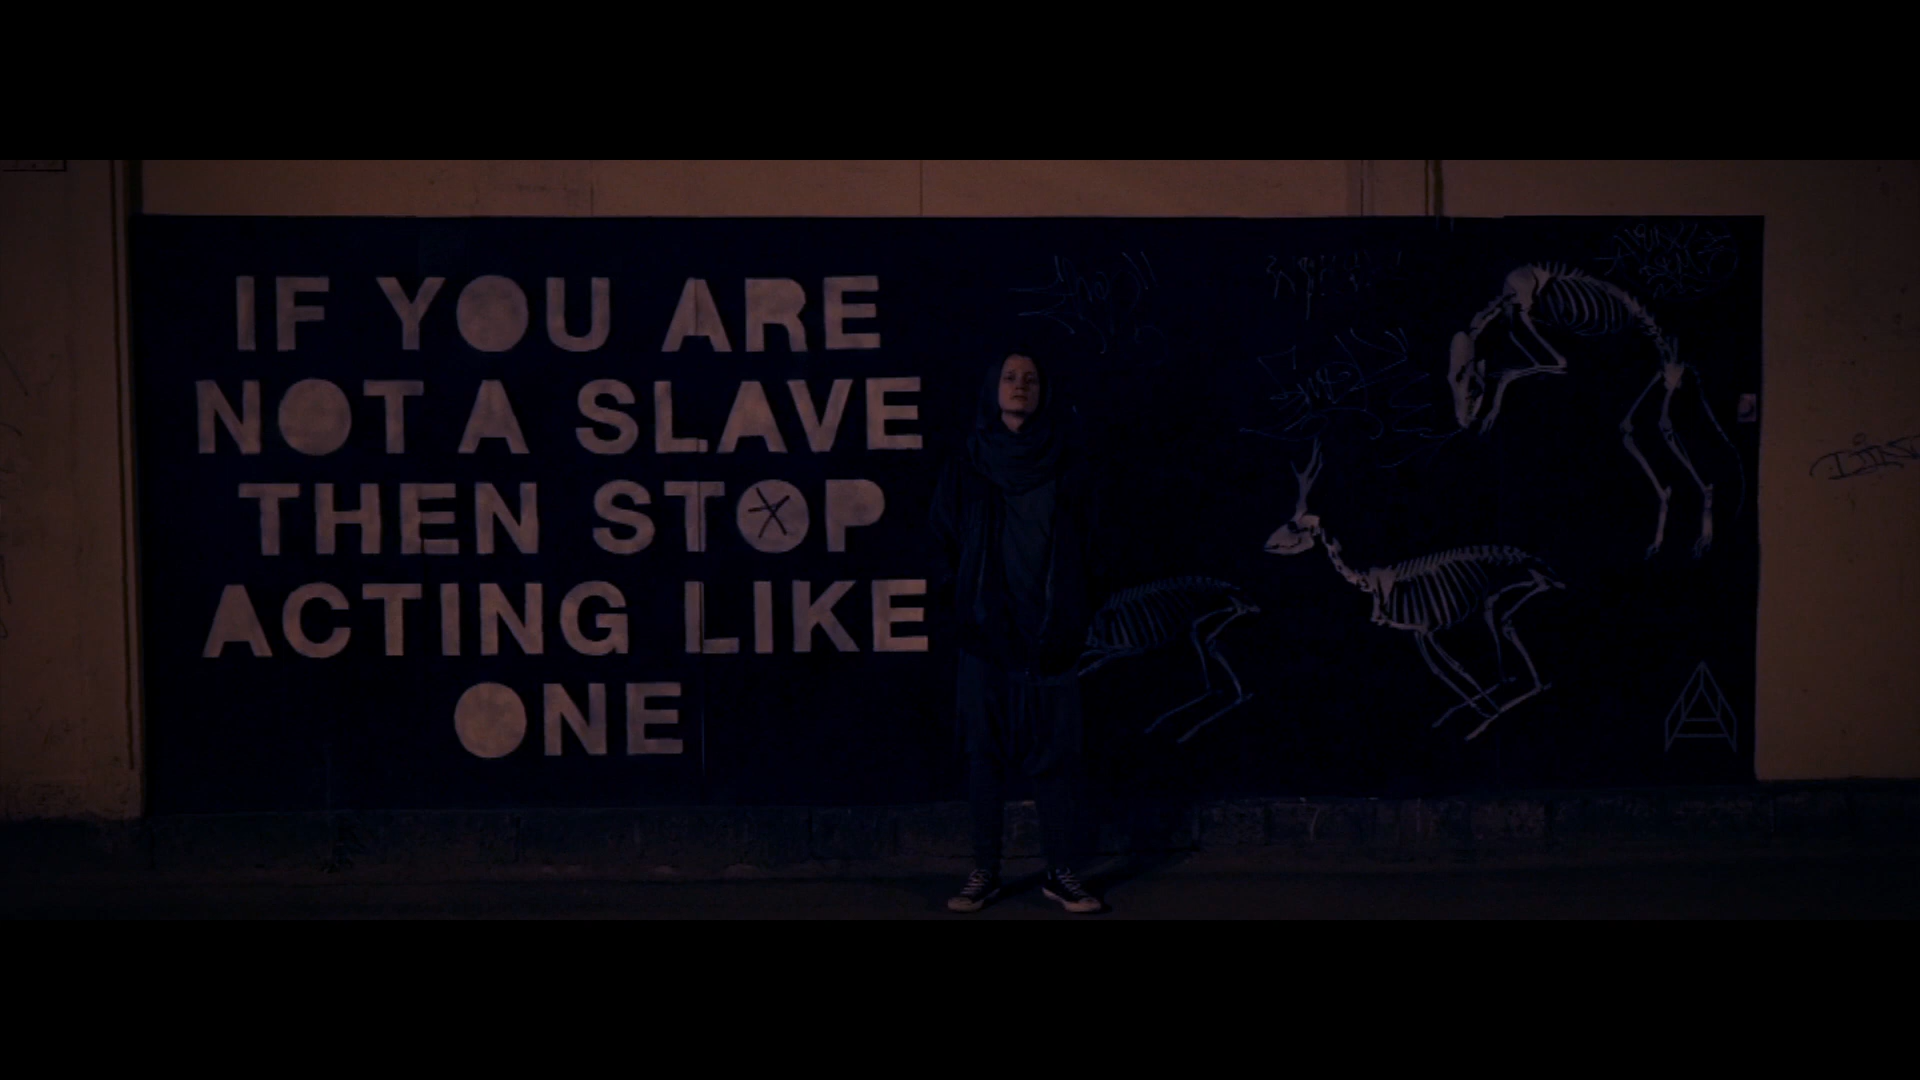 IF YOU ARE
NOT A SLAVE
THEN STOP
ACTING LIKE
ONE